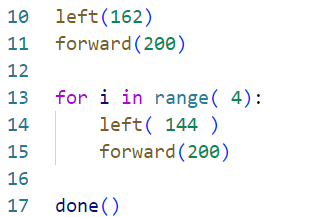 10 left(162)
11 forward(200)
12
13 for i in range( 4):
14     left( 144 )
15     forward(200)
16
17 done()